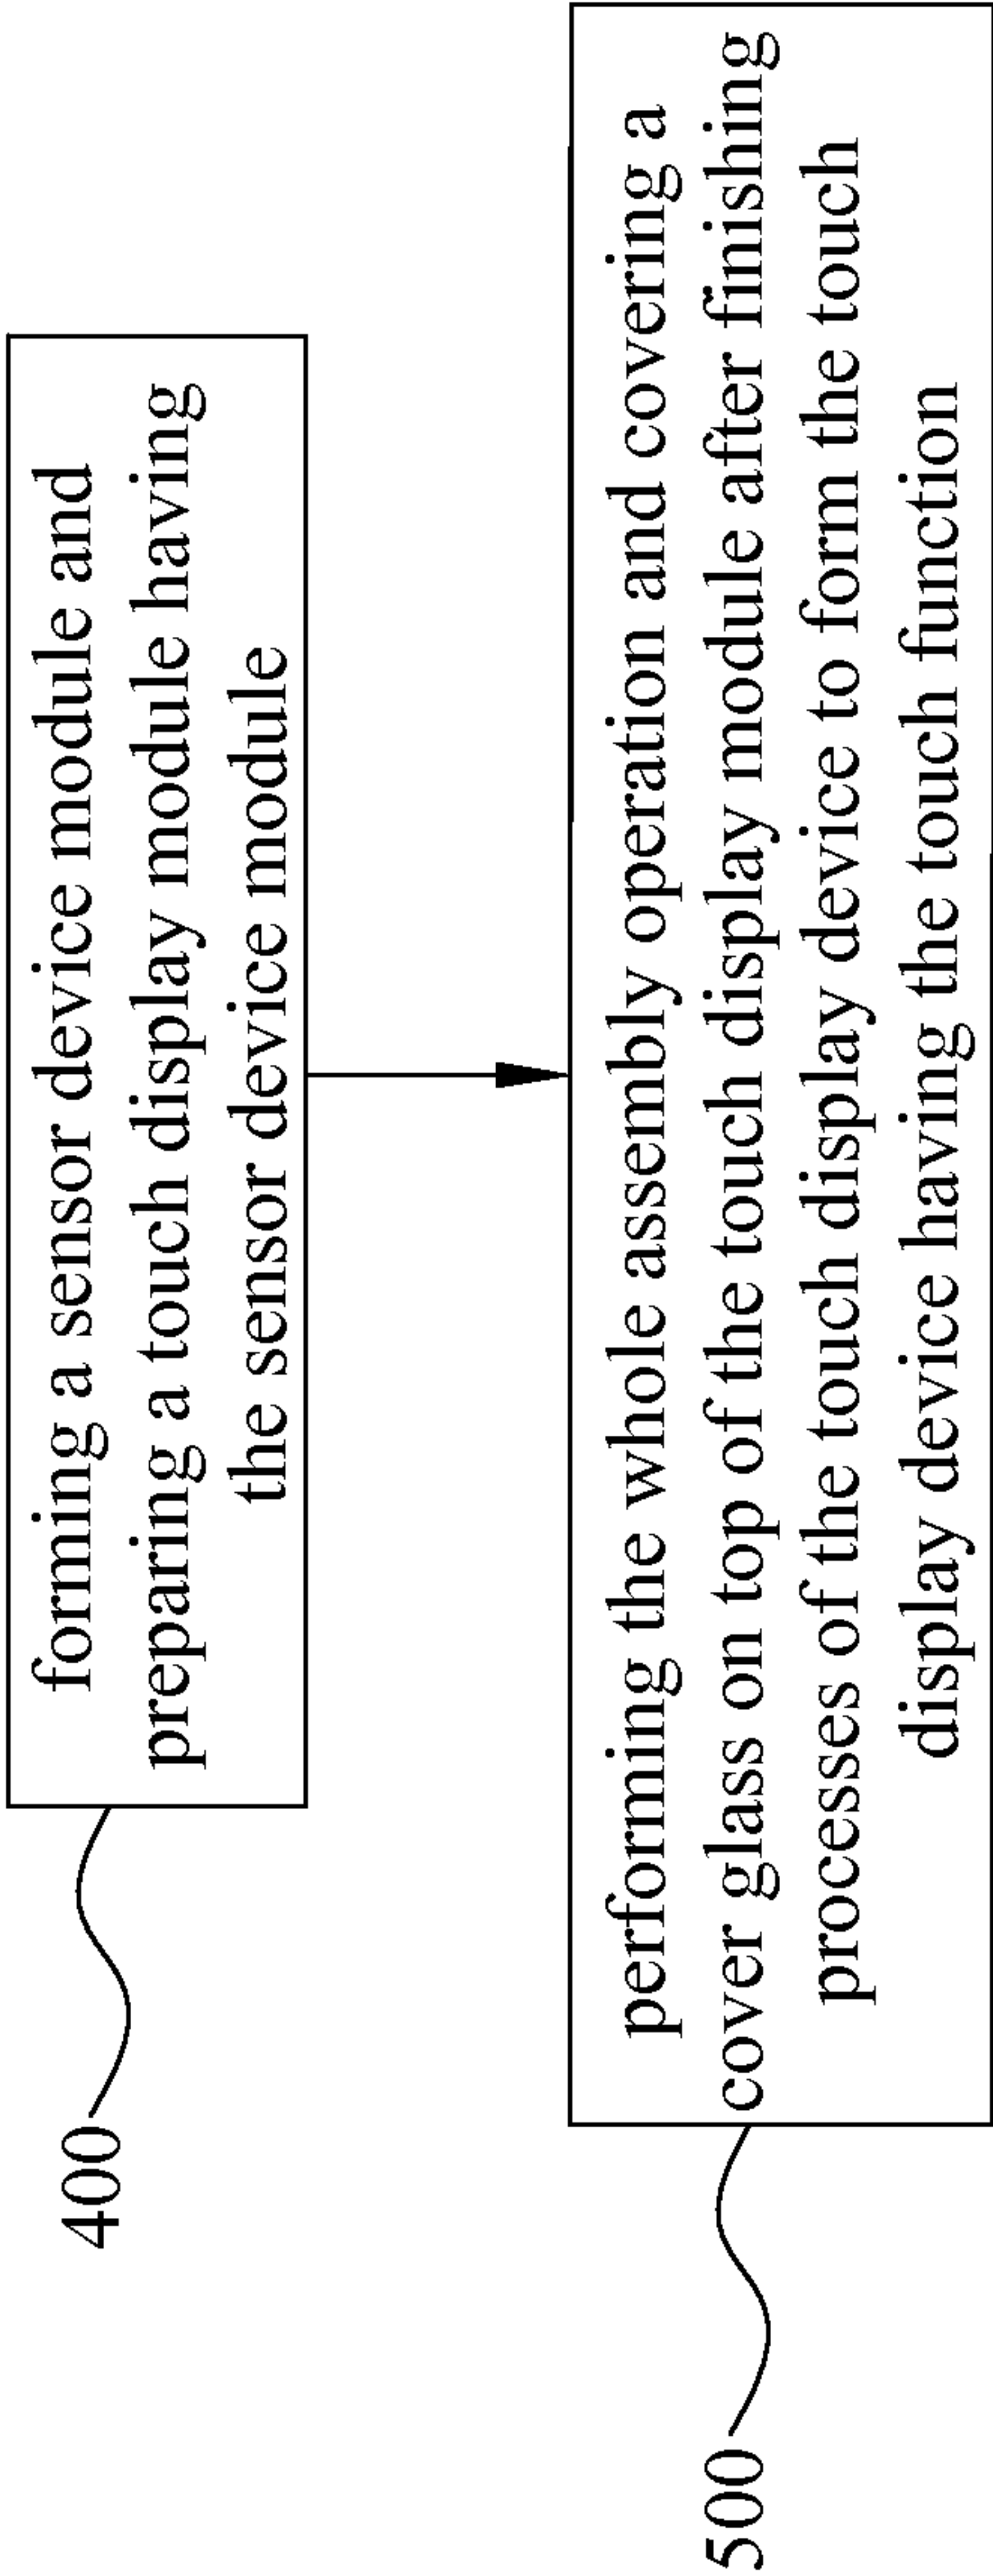 400
forming a sensor device module and
preparing a touch display module having
the sensor device module
500
performing the whole assembly operation and covering a
cover glass on top of the touch display module after finishing
processes of the touch display device to form the touch
display device having the touch function